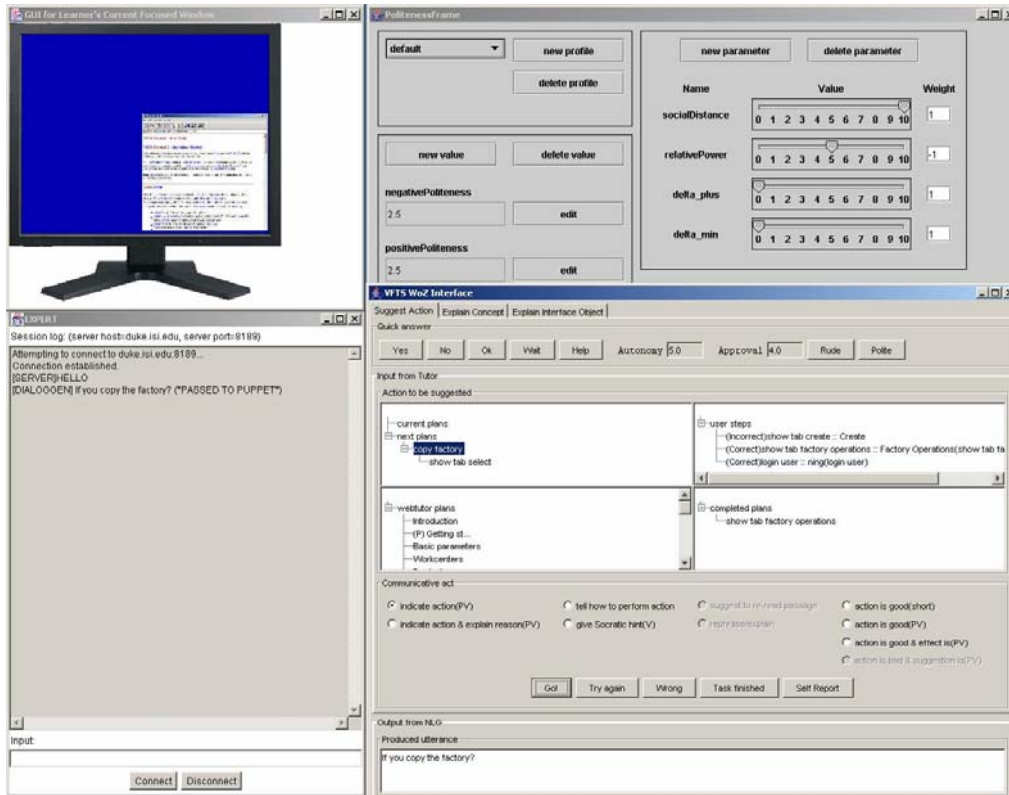 GUI for Learner's Current Focused Window
EXPERT
Session log: (server host=duke.isi.edu, server port=8189)
Attempting to connect to duke.isi.edu:8189...
Connection established.
[SERVER]HELLO
[DIALOGGEN] If you copy the factory? (*PASSED TO PUPPET*)
Input:
Connect Disconnect
PolitenessFrame
default
new profile
delete profile
new value delete value
negativePoliteness
2.5 edit
positivePoliteness
2.5 edit
new parameter delete parameter
Name Value Weight
socialDistance 0 1 2 3 4 5 6 7 8 9 10 1
relativePower 0 1 2 3 4 5 6 7 8 9 10 -1
delta_plus 0 1 2 3 4 5 6 7 8 9 10 1
delta_min 0 1 2 3 4 5 6 7 8 9 10 1
VFTS WoZ Interface
Suggest Action Explain Concept Explain Interface Object
Quick answer
Yes No Ok Wait Help Autonomy 5.0 Approval 4.0 Rude Polite
Input from Tutor
Action to be suggested
current plans
next plans
copy factory
show tab select
user steps
(Incorrect)show tab create :: Create
(Correct)show tab factory operations :: Factory Operations(show tab fa
(Correct)login user :: ning(login user)
webtutor plans
Introduction
(P) Getting st...
Basic parameters
Workcenters
completed plans
show tab factory operations
Communicative act
indicate action(PV) tell how to perform action suggest to re-read passage action is good(short)
indicate action & explain reason(PV) give Socratic hint(V) rephrase/explain action is good(PV)
action is good & effect is(PV)
action is bad & suggestion is(PV)
Go! Try again Wrong Task finished Self Report
Output from NLG
Produced utterance
If you copy the factory?